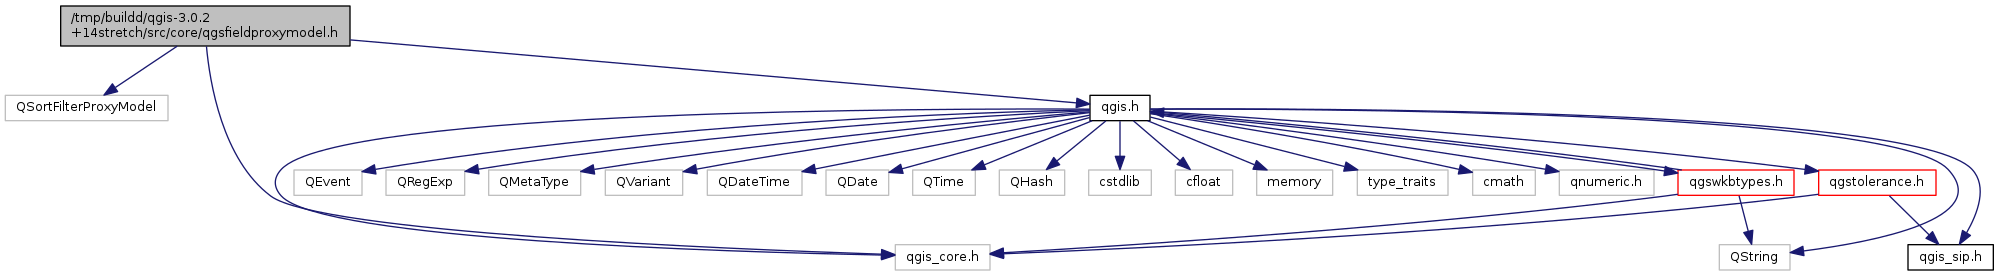 /tmp/buildd/qgis-3.0.2
+14stretch/src/core/qgsfieldproxymodel.h
QSortFilterProxyModel
qgis.h
QEvent
QRegExp
QMetaType
QVariant
QDateTime
QDate
QTime
QHash
cstdlib
cfloat
memory
type_traits
cmath
qnumeric.h
qgswkbtypes.h
qgstolerance.h
qgis_core.h
QString
qgis_sip.h